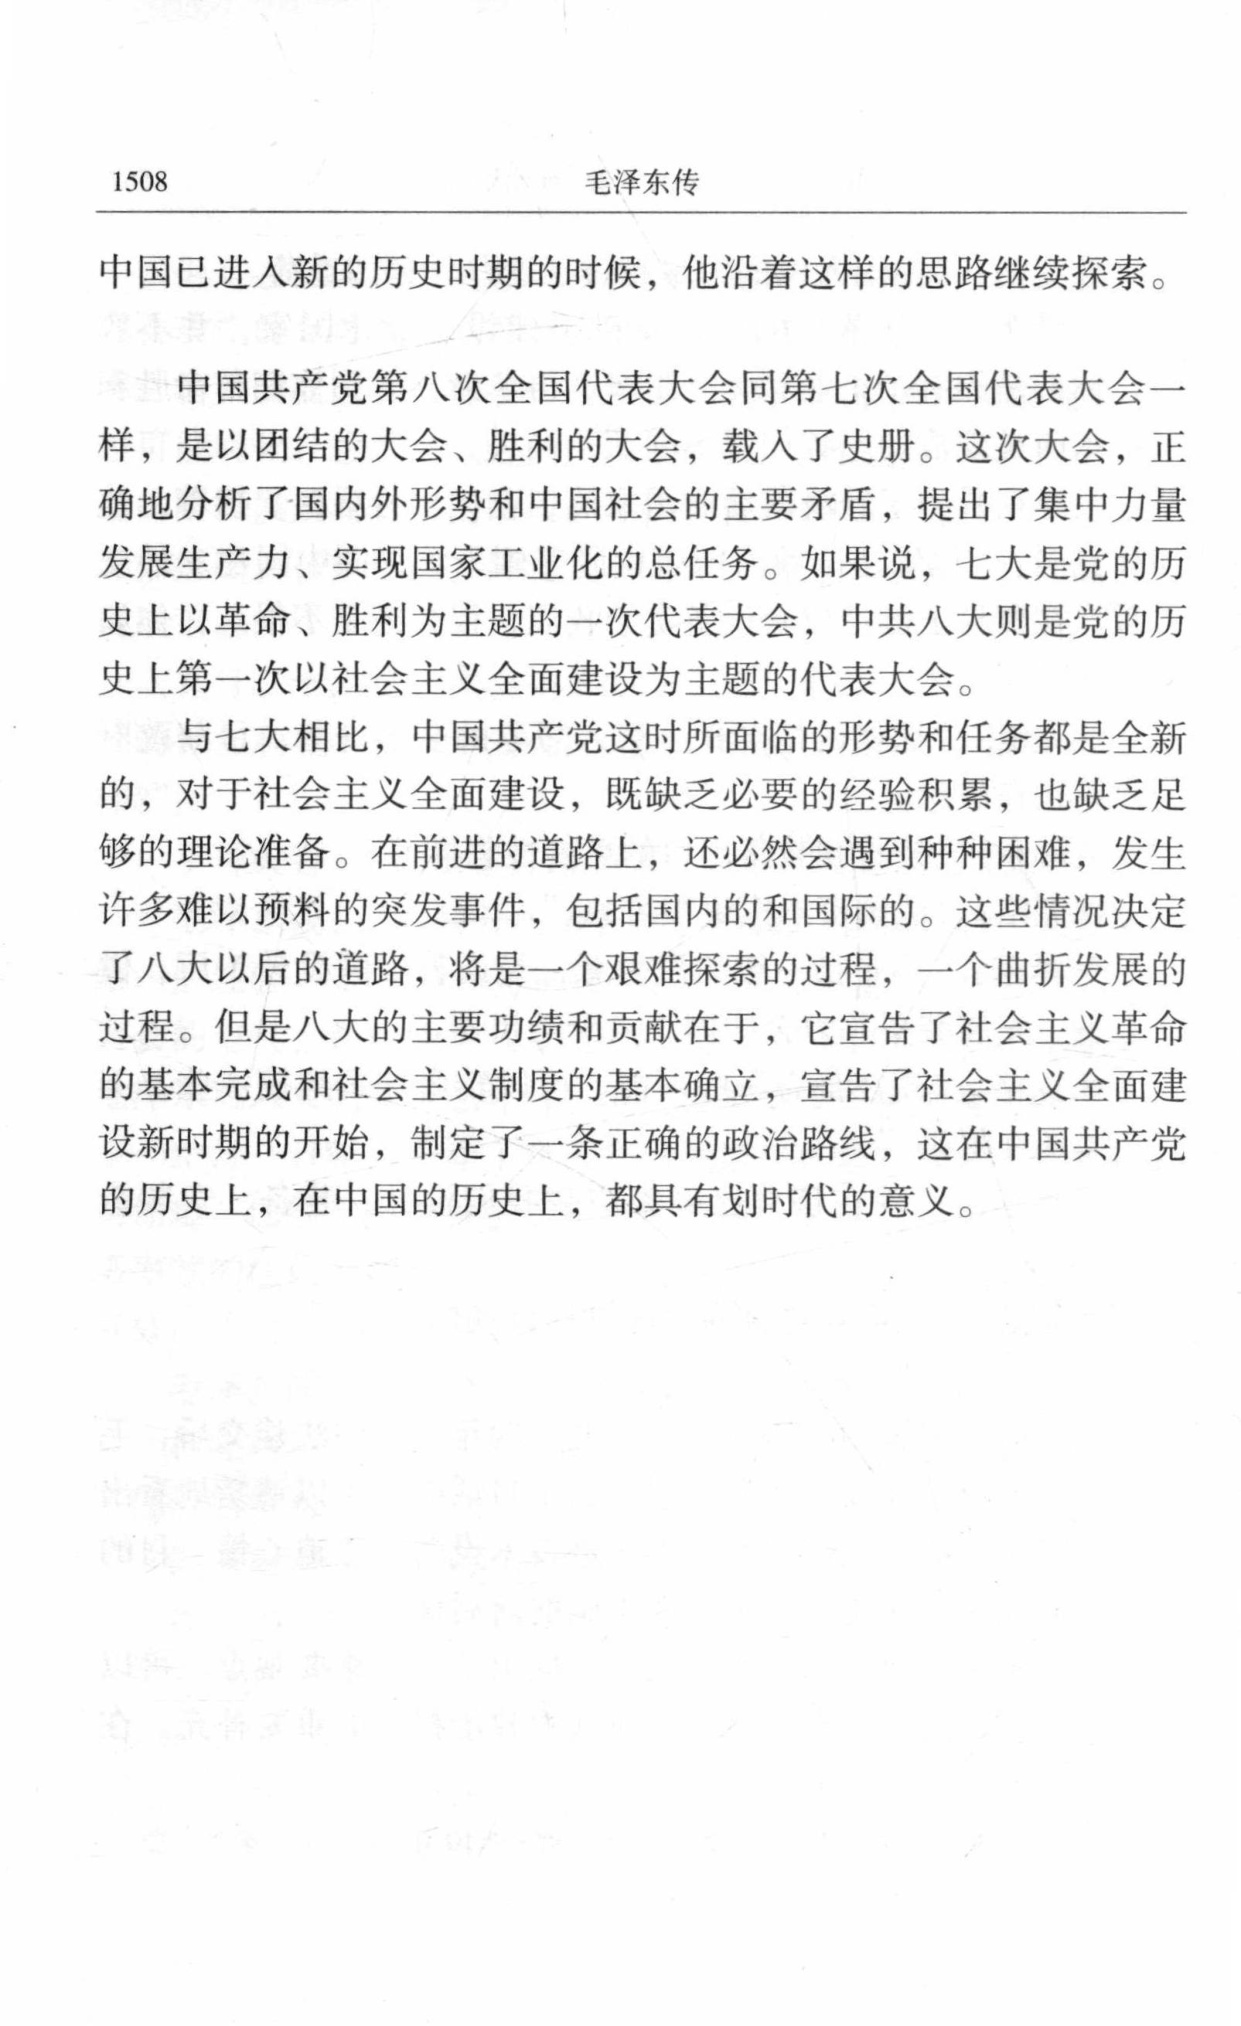 1508 毛泽东传
中国已进入新的历史时期的时候，他沿着这样的思路继续探索。
中国共产党第八次全国代表大会同第七次全国代表大会一
样，是以团结的大会、胜利的大会，载入了史册。这次大会，正
确地分析了国内外形势和中国社会的主要矛盾，提出了集中力量
发展生产力、实现国家工业化的总任务。如果说，七大是党的历
史上以革命、胜利为主题的一次代表大会，中共八大则是党的历
史上第一次以社会主义全面建设为主题的代表大会。
与七大相比，中国共产党这时所面临的形势和任务都是全新
的，对于社会主义全面建设，既缺乏必要的经验积累，也缺乏足
够的理论准备。在前进的道路上，还必然会遇到种种困难，发生
许多难以预料的突发事件，包括国内的和国际的。这些情况决定
了八大以后的道路，将是一个艰难探索的过程，一个曲折发展的
过程。但是八大的主要功绩和贡献在于，它宣告了社会主义革命
的基本完成和社会主义制度的基本确立，宣告了社会主义全面建
设新时期的开始，制定了一条正确的政治路线，这在中国共产党
的历史上，在中国的历史上，都具有划时代的意义。